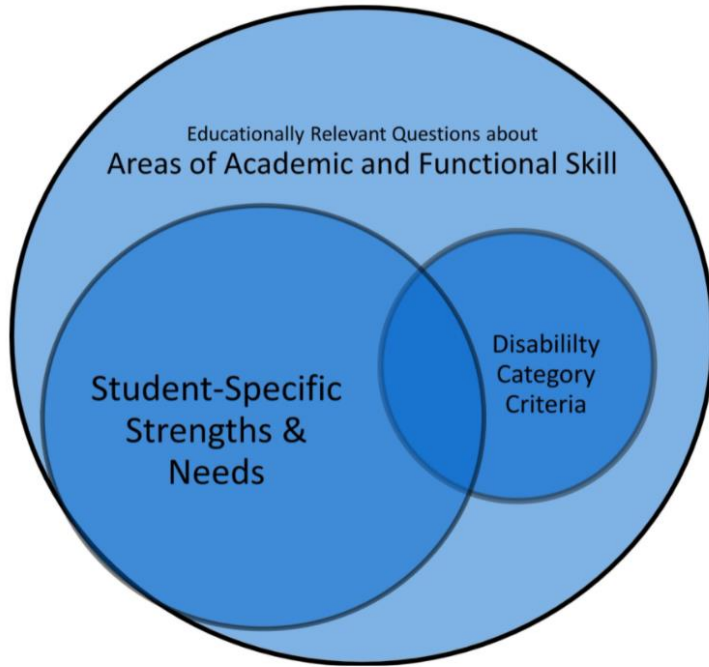 Educationally Relevant Questions about
Areas of Academic and Functional Skill
Student-Specific
Strengths &
Needs
Disabililty
Category
Criteria